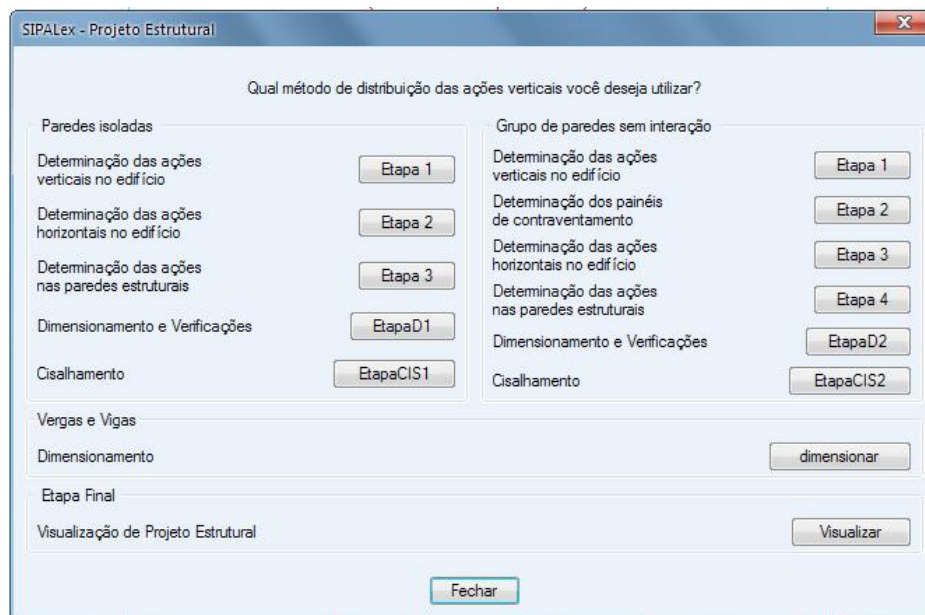 SIPALex - Projeto Estrutural
Qual método de distribuição das ações verticais você deseja utilizar?
Paredes isoladas
Determinação das ações
verticais no edifício
Etapa 1
Determinação das ações
horizontais no edifício
Etapa 2
Determinação das ações
nas paredes estruturais
Etapa 3
Dimensionamento e Verificações
EtapaD1
Cisalhamento
EtapaCIS1
Grupo de paredes sem interação
Determinação das ações
verticais no edifício
Etapa 1
Determinação dos painéis
de contraventamento
Etapa 2
Determinação das ações
horizontais no edifício
Etapa 3
Determinação das ações
nas paredes estruturais
Etapa 4
Dimensionamento e Verificações
EtapaD2
Cisalhamento
EtapaCIS2
Vergas e Vigas
Dimensionamento
dimensionar
Etapa Final
Visualização de Projeto Estrutural
Visualizar
Fechar